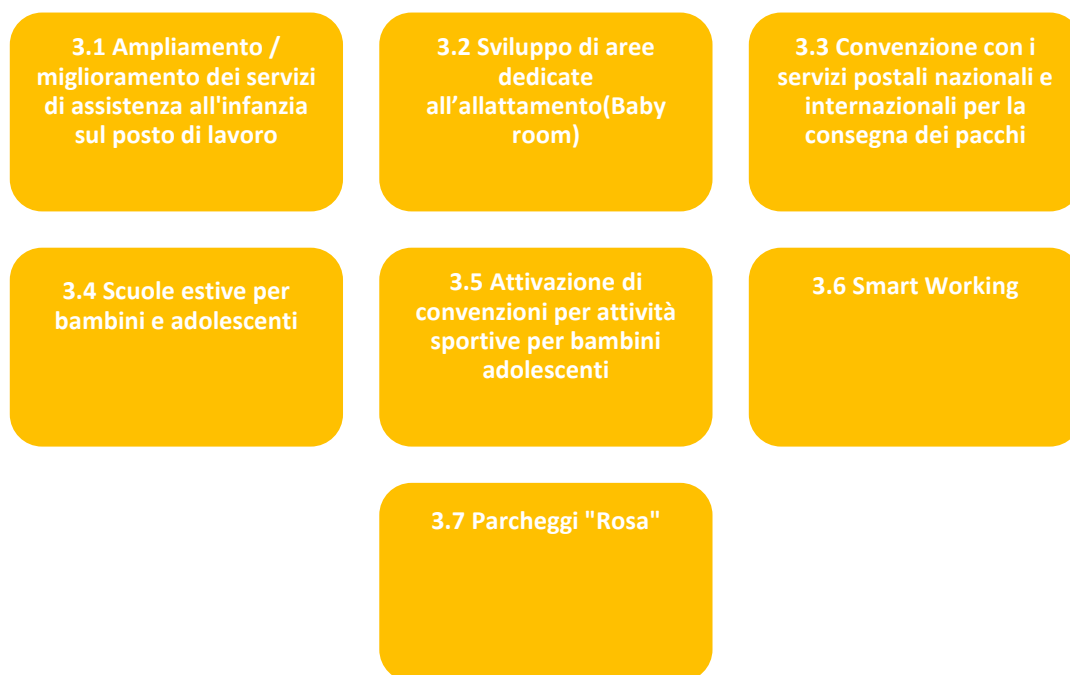 3.1 Ampliamento /
miglioramento dei servizi
di assistenza all'infanzia
sul posto di lavoro
3.2 Sviluppo di aree
dedicate
all’allattamento(Baby
room)
3.3 Convenzione con i
servizi postali nazionali e
internazionali per la
consegna dei pacchi
3.4 Scuole estive per
bambini e adolescenti
3.5 Attivazione di
convenzioni per attività
sportive per bambini
adolescenti
3.6 Smart Working
3.7 Parcheggi "Rosa"